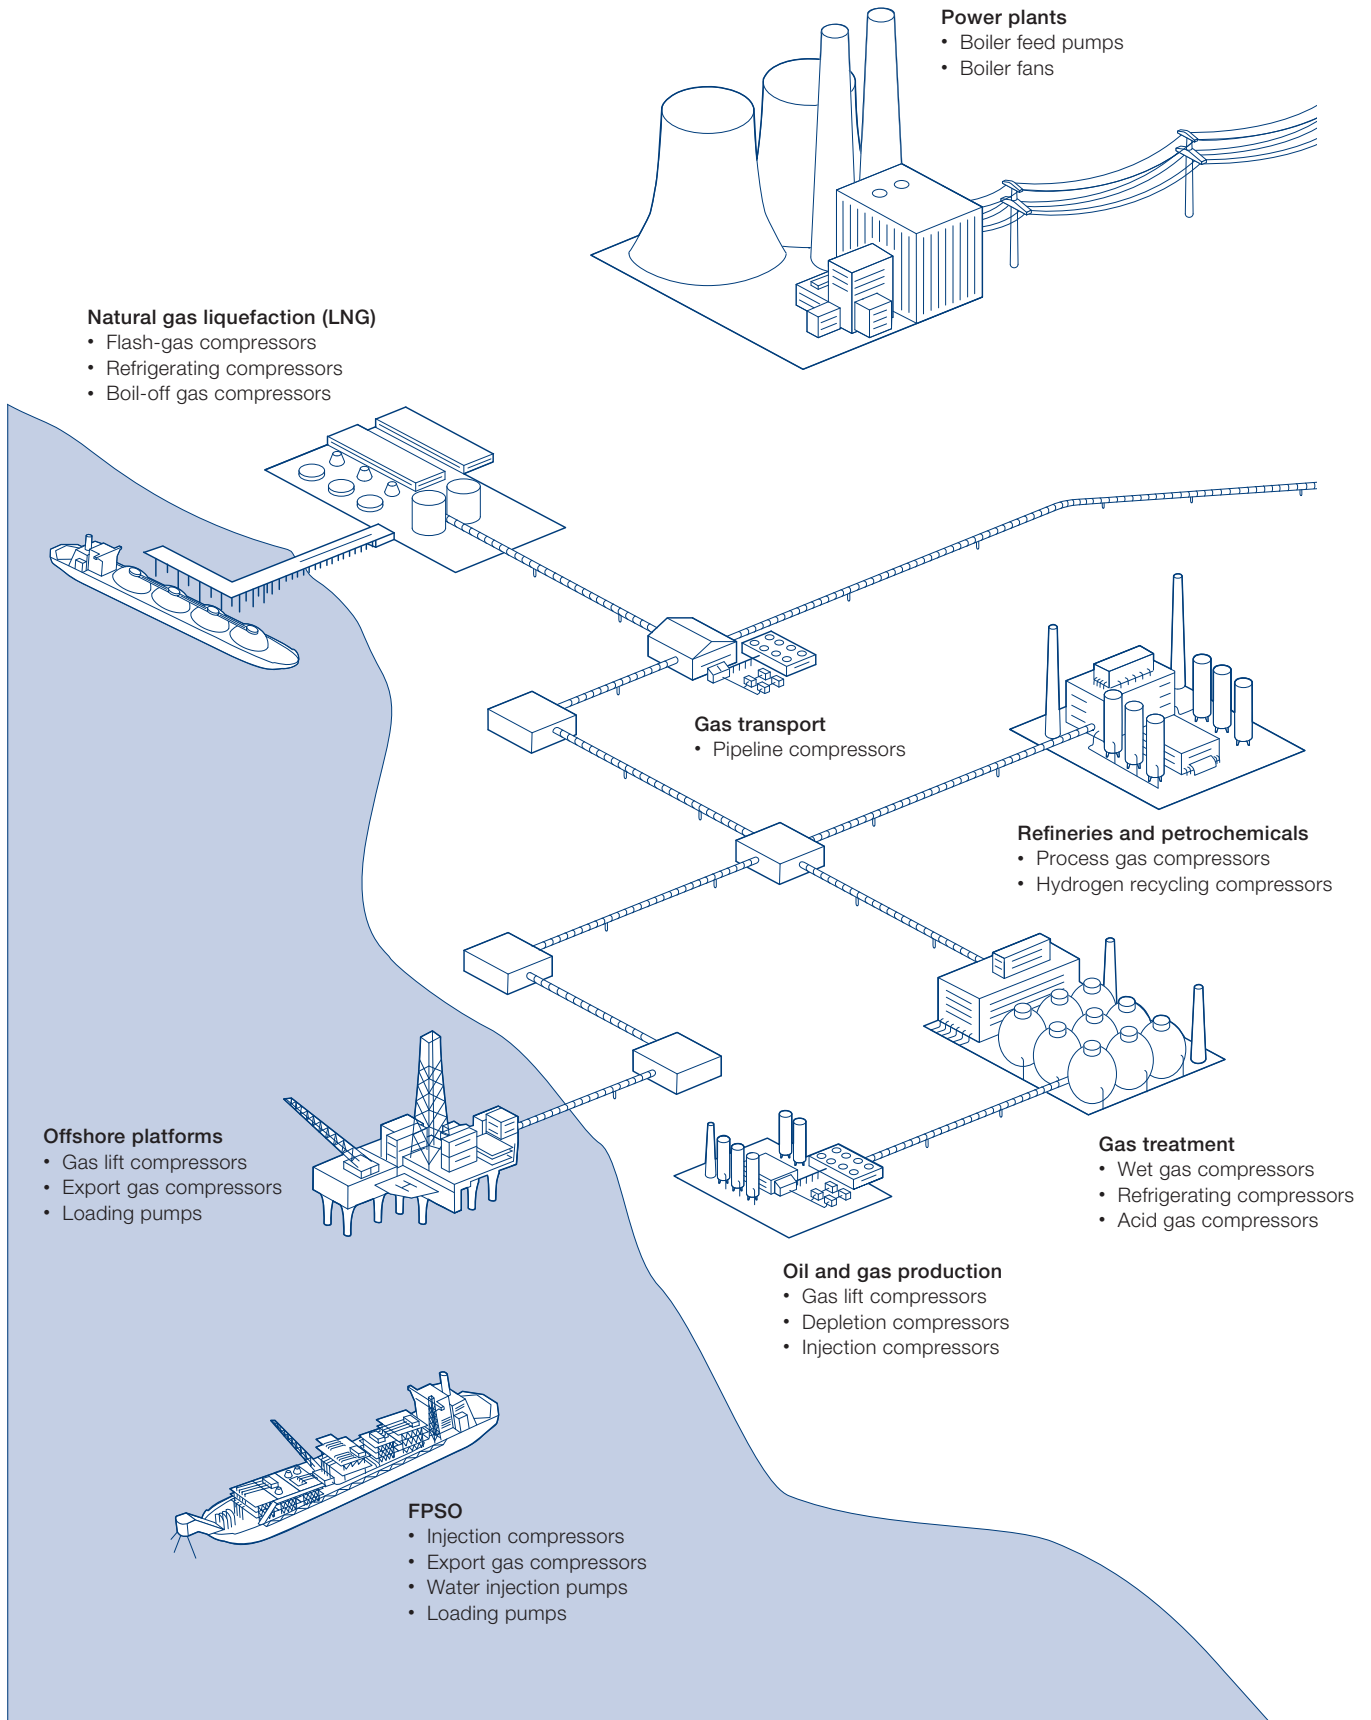 Power plants
• Boiler feed pumps
• Boiler fans
Natural gas liquefaction (LNG)
• Flash-gas compressors
• Refrigerating compressors
• Boil-off gas compressors
Gas transport
• Pipeline compressors
Refineries and petrochemicals
• Process gas compressors
• Hydrogen recycling compressors
Offshore platforms
• Gas lift compressors
• Export gas compressors
• Loading pumps
Gas treatment
• Wet gas compressors
• Refrigerating compressors
• Acid gas compressors
Oil and gas production
• Gas lift compressors
• Depletion compressors
• Injection compressors
FPSO
• Injection compressors
• Export gas compressors
• Water injection pumps
• Loading pumps